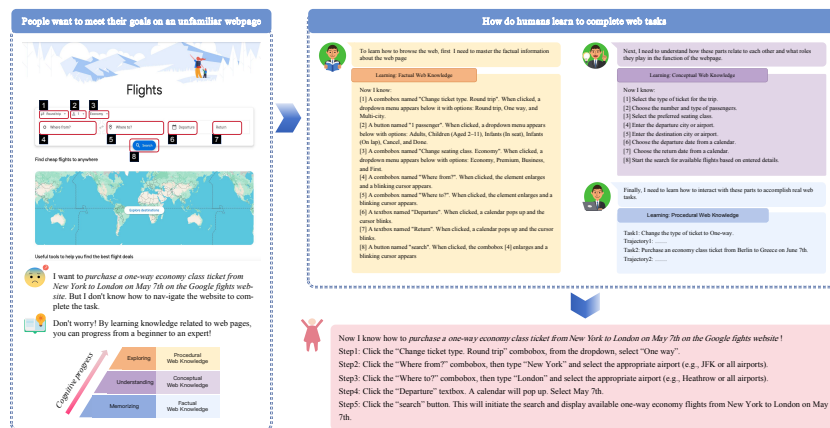 People want to meet their goals on an unfamiliar webpage
Flights
1
2
3
Round trip
1
Economy
Where from?
Where to?
Departure
Return
4
5
6
7
Search
8
Find cheap flights to anywhere
Explore destinations
Useful tools to help you find the best flight deals
I want to purchase a one-way economy class ticket from
New York to London on May 7th on the Google flights web-
site. But I don't know how to nav-igate the website to com-
plete the task.
Don't worry! By learning knowledge related to web pages,
you can progress from a beginner to an expert!
Cognitive progress
Exploring
Procedural
Web Knowledge
Understanding
Conceptual
Web Knowledge
Memorizing
Factual
Web Knowledge
How do humans learn to complete web tasks
To learn how to browse the web, first I need to master the factual information
about the web page
Learning: Factual Web Knowledge
Now I know:
[1] A combobox named "Change ticket type. Round trip". When clicked, a
dropdown menu appears below it with options: Round trip, One way, and
Multi-city.
[2] A button named "1 passenger". When clicked, a dropdown menu appears
below with options: Adults, Children (Aged 2–11), Infants (In seat), Infants
(On lap), Cancel, and Done.
[3] A combobox named "Change seating class. Economy". When clicked, a
dropdown menu appears below with options: Economy, Premium, Business,
and First.
[4] A combobox named "Where from?". When clicked, the element enlarges
and a blinking cursor appears.
[5] A combobox named "Where to?". When clicked, the element enlarges and a
blinking cursor appears.
[6] A textbox named "Departure". When clicked, a calendar pops up and the
cursor blinks.
[7] A textbox named "Return". When clicked, a calendar pops up and the cursor
blinks.
[8] A button named "search". When clicked, the combobox [4] enlarges and a
blinking cursor appears
Next, I need to understand how these parts relate to each other and what roles
they play in the function of the webpage.
Learning: Conceptual Web Knowledge
Now I know:
[1] Select the type of ticket for the trip.
[2] Choose the number and type of passengers.
[3] Select the preferred seating class.
[4] Enter the departure city or airport.
[5] Enter the destination city or airport.
[6] Choose the departure date from a calendar.
[7] Choose the return date from a calendar.
[8] Start the search for available flights based on entered details.
Finally, I need to learn how to interact with these parts to accomplish real web
tasks.
Learning: Procedural Web Knowledge
Task1: Change the type of ticket to One-way.
Trajectory1: ......
Task2: Purchase an economy class ticket from Berlin to Greece on June 7th.
Trajectory2: ......
Now I know how to purchase a one-way economy class ticket from New York to London on May 7th on the Google flights website !
Step1: Click the “Change ticket type. Round trip” combobox, from the dropdown, select “One way”.
Step2: Click the “Where from?” combobox, then type “New York” and select the appropriate airport (e.g., JFK or all airports).
Step3: Click the “Where to?” combobox, then type “London” and select the appropriate airport (e.g., Heathrow or all airports).
Step4: Click the “Departure” textbox. A calendar will pop up. Select May 7th.
Step5: Click the “search” button. This will initiate the search and display available one-way economy flights from New York to London on May
7th.